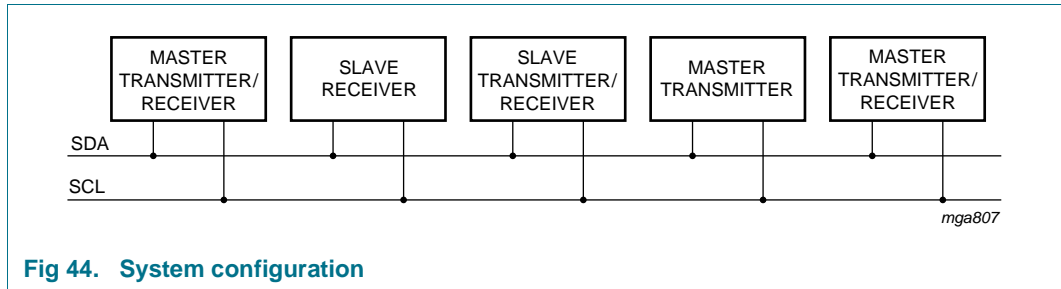 MASTER
TRANSMITTER/
RECEIVER
SLAVE
RECEIVER
SLAVE
TRANSMITTER/
RECEIVER
MASTER
TRANSMITTER
MASTER
TRANSMITTER/
RECEIVER
SDA
SCL
mga807
Fig 44. System configuration